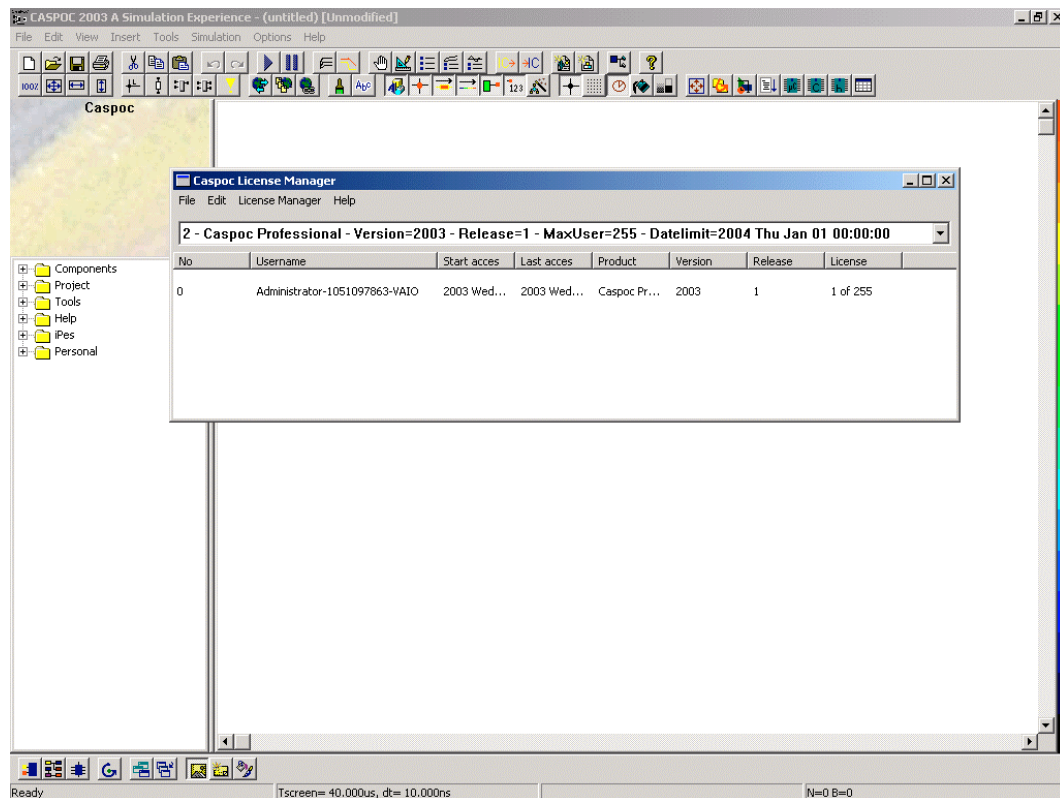 CASPOC 2003 A Simulation Experience - (untitled) [Unmodified]
File Edit View Insert Tools Simulation Options Help
100%
Abc
123
Caspoc
Caspoc License Manager
File Edit License Manager Help
2 - Caspoc Professional - Version=2003 - Release=1 - MaxUser=255 - Datelimit=2004 Thu Jan 01 00:00:00
No Username Start acces Last acces Product Version Release License
0 Administrator-1051097863-VAIO 2003 Wed... 2003 Wed... Caspoc Pr... 2003 1 1 of 255
Components
Project
Tools
Help
iPes
Personal
Ready Tscreen= 40.000us, dt= 10.000ns N=0 B=0